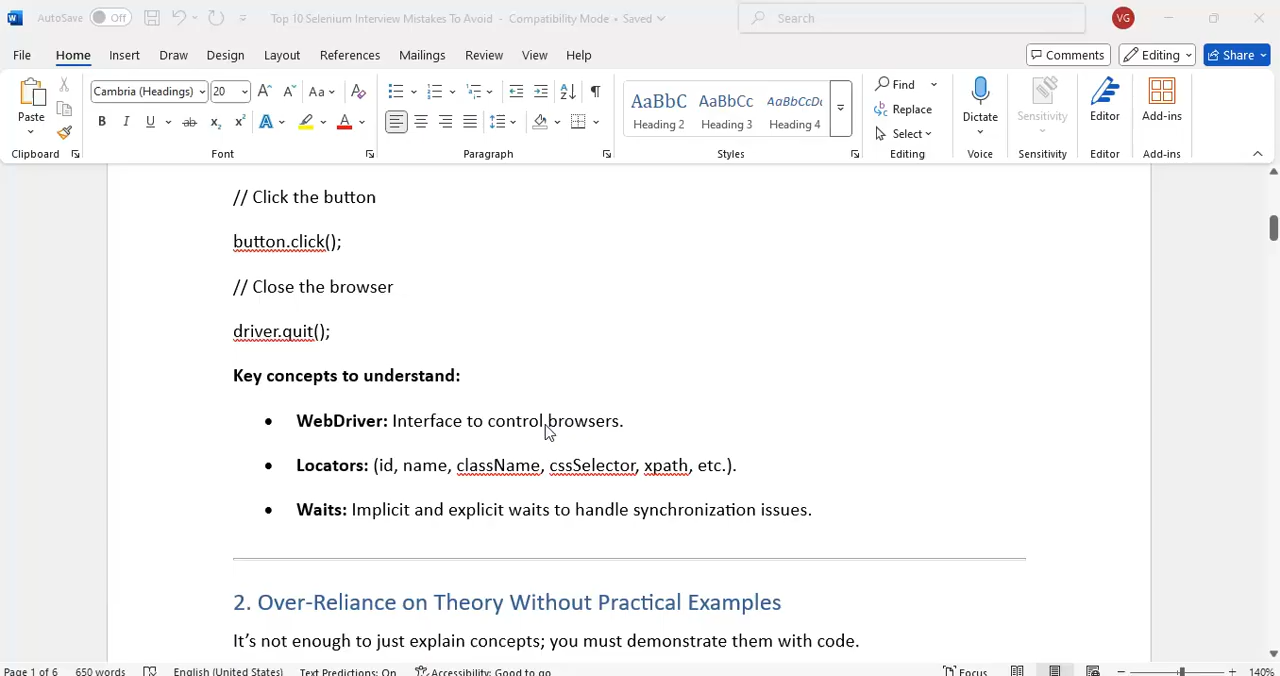 AutoSave Off Top 10 Selenium Interview Mistakes To Avoid - Compatibility Mode • Saved Search VG
File Home Insert Draw Design Layout References Mailings Review View Help Comments Editing Share
Paste Cambria (Headings) 20 Aa AaBbC AaBbCc AaBbCcDc Find Replace Select Dictate Sensitivity Editor Add-ins
B I U ab x₂ x² A A Heading 2 Heading 3 Heading 4
Clipboard Font Paragraph Styles Editing Voice Sensitivity Editor Add-ins
// Click the button
button.click();
// Close the browser
driver.quit();
Key concepts to understand:
• WebDriver: Interface to control browsers.
• Locators: (id, name, className, cssSelector, xpath, etc.).
• Waits: Implicit and explicit waits to handle synchronization issues.
2. Over-Reliance on Theory Without Practical Examples
It’s not enough to just explain concepts; you must demonstrate them with code.
Page 1 of 6 650 words English (United States) Text Predictions: On Accessibility: Good to go Focus 140%